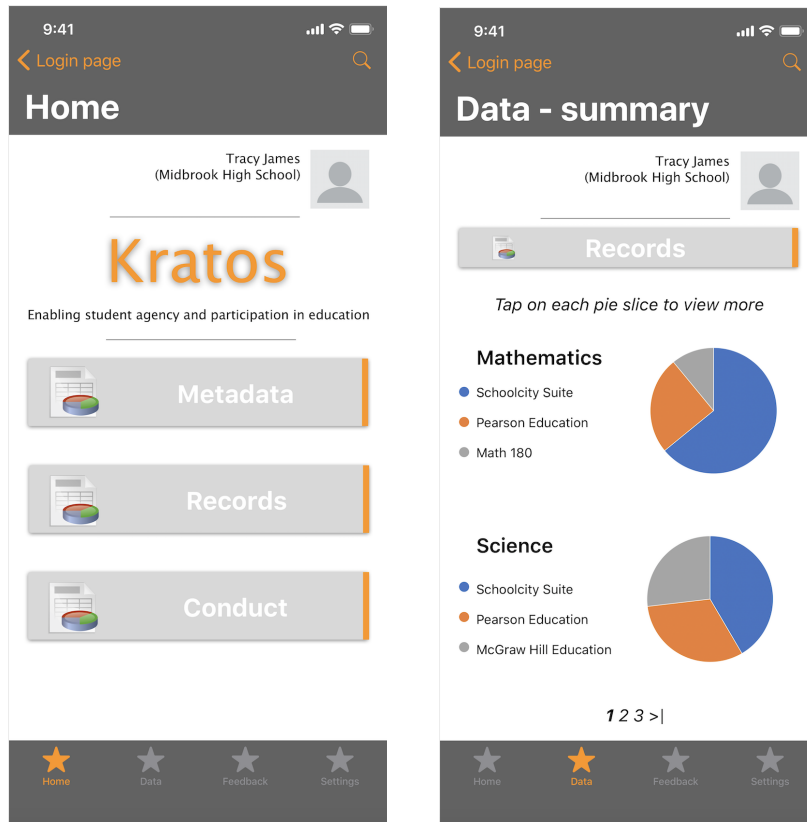 9:41
Login page
Home
Tracy James
(Midbrook High School)
Kratos
Enabling student agency and participation in education
Metadata
Records
Conduct
Home Data Feedback Settings
9:41
Login page
Data - summary
Tracy James
(Midbrook High School)
Records
Tap on each pie slice to view more
Mathematics
Schoolcity Suite
Pearson Education
Math 180
Science
Schoolcity Suite
Pearson Education
McGraw Hill Education
1 2 3 >|
Home Data Feedback Settings